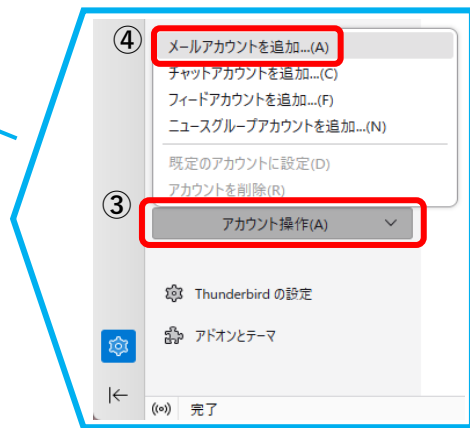 ④
メールアカウントを追加...(A)
チャットアカウントを追加...(C)
フィードアカウントを追加...(F)
ニュースグループアカウントを追加...(N)
既定のアカウントに設定(D)
アカウントを削除(R)
③
アカウント操作(A)
Thunderbird の設定
アドオンとテーマ
完了